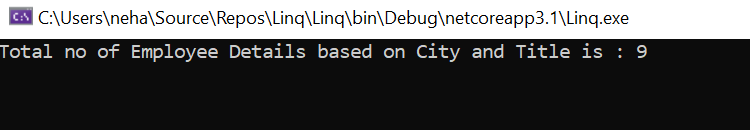 C:\Users\neha\Source\Repos\Linq\Linq\bin\Debug\netcoreapp3.1\Linq.exe
Total no of Employee Details based on City and Title is : 9